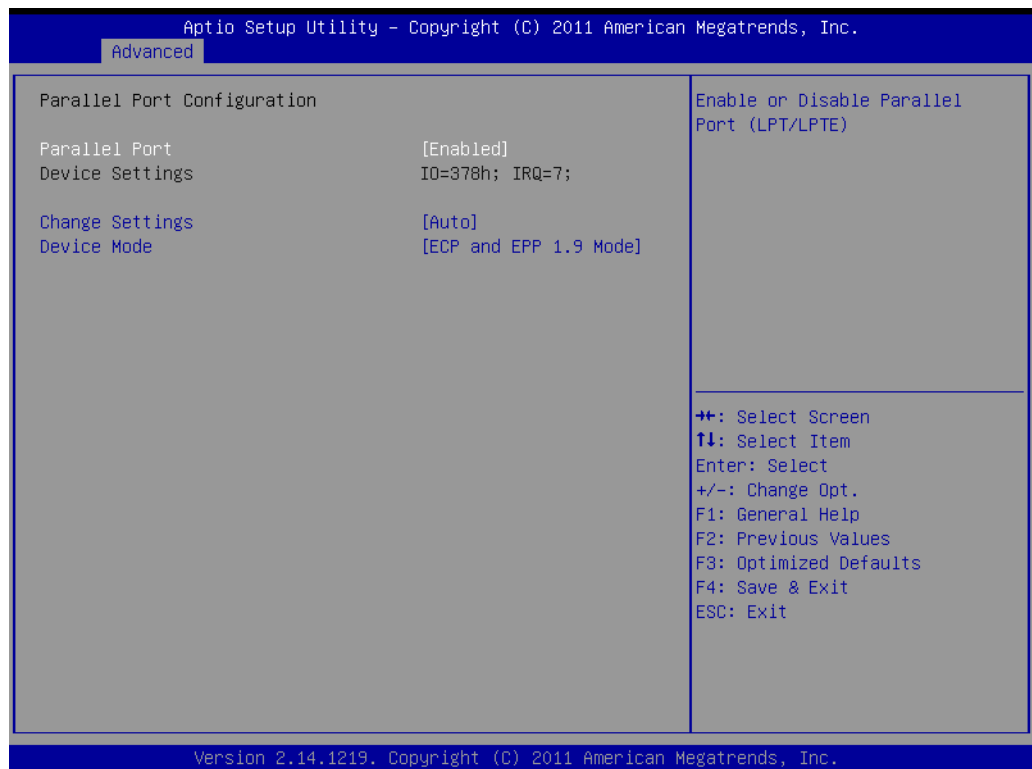 Aptio Setup Utility – Copyright (C) 2011 American Megatrends, Inc.
Advanced
Parallel Port Configuration
Parallel Port [Enabled]
Device Settings IO=378h; IRQ=7;
Change Settings [Auto]
Device Mode [ECP and EPP 1.9 Mode]
Enable or Disable Parallel
Port (LPT/LPTE)
→←: Select Screen
↑↓: Select Item
Enter: Select
+/-: Change Opt.
F1: General Help
F2: Previous Values
F3: Optimized Defaults
F4: Save & Exit
ESC: Exit
Version 2.14.1219. Copyright (C) 2011 American Megatrends, Inc.